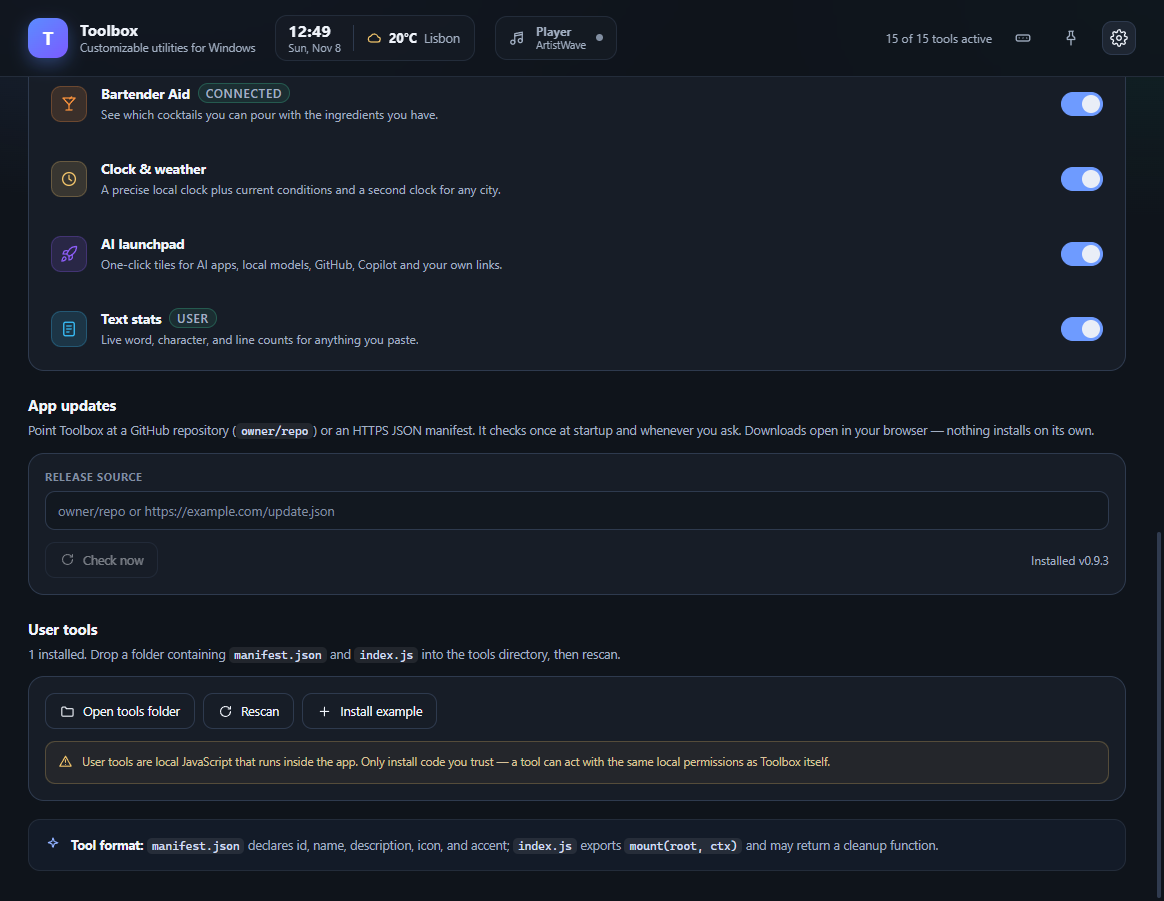 T
Toolbox
Customizable utilities for Windows
12:49
Sun, Nov 8
20°C Lisbon
Player
ArtistWave
15 of 15 tools active
Bartender Aid CONNECTED
See which cocktails you can pour with the ingredients you have.
Clock & weather
A precise local clock plus current conditions and a second clock for any city.
AI launchpad
One-click tiles for AI apps, local models, GitHub, Copilot and your own links.
Text stats USER
Live word, character, and line counts for anything you paste.
App updates
Point Toolbox at a GitHub repository (owner/repo) or an HTTPS JSON manifest. It checks once at startup and whenever you ask. Downloads open in your browser — nothing installs on its own.
RELEASE SOURCE
owner/repo or https://example.com/update.json
Check now
Installed v0.9.3
User tools
1 installed. Drop a folder containing manifest.json and index.js into the tools directory, then rescan.
Open tools folder
Rescan
Install example
User tools are local JavaScript that runs inside the app. Only install code you trust — a tool can act with the same local permissions as Toolbox itself.
Tool format: manifest.json declares id, name, description, icon, and accent; index.js exports mount(root, ctx) and may return a cleanup function.